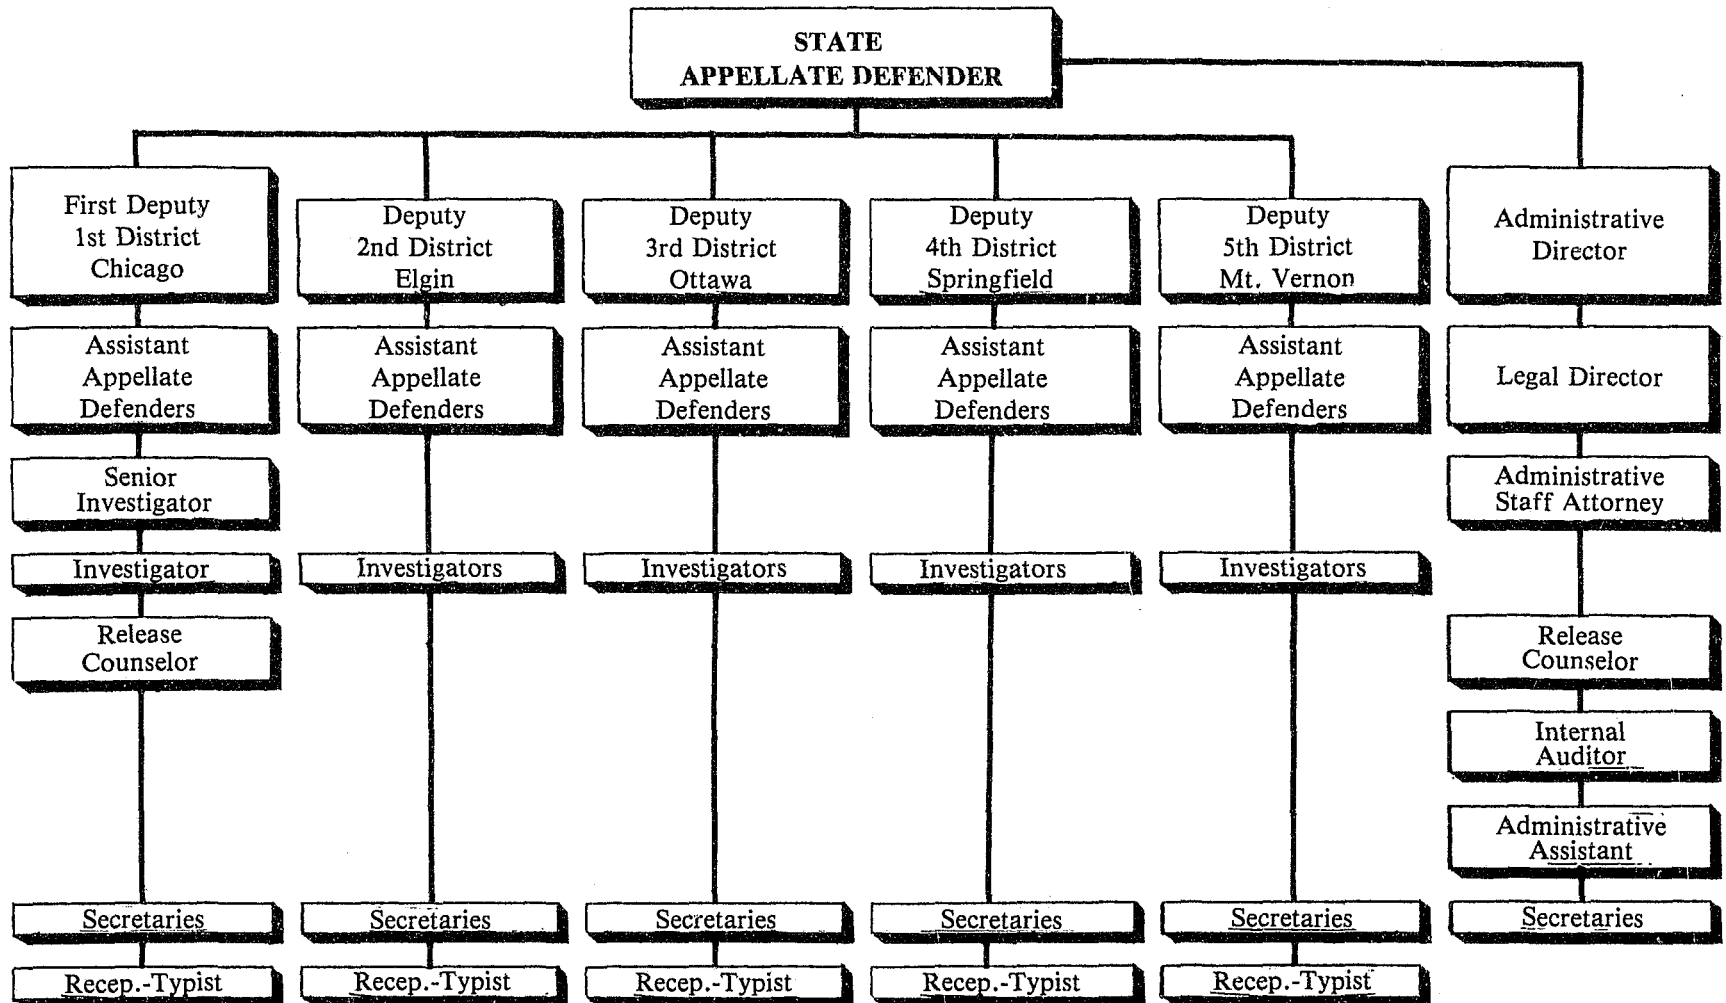 STATE
APPELLATE DEFENDER
First Deputy
1st District
Chicago
Deputy
2nd District
Elgin
Deputy
3rd District
Ottawa
Deputy
4th District
Springfield
Deputy
5th District
Mt. Vernon
Administrative
Director
Assistant
Appellate
Defenders
Assistant
Appellate
Defenders
Assistant
Appellate
Defenders
Assistant
Appellate
Defenders
Assistant
Appellate
Defenders
Legal Director
Senior
Investigator
Administrative
Staff Attorney
Investigator
Investigators
Investigators
Investigators
Investigators
Release
Counselor
Release
Counselor
Internal
Auditor
Administrative
Assistant
Secretaries
Secretaries
Secretaries
Secretaries
Secretaries
Secretaries
Recep.-Typist
Recep.-Typist
Recep.-Typist
Recep.-Typist
Recep.-Typist